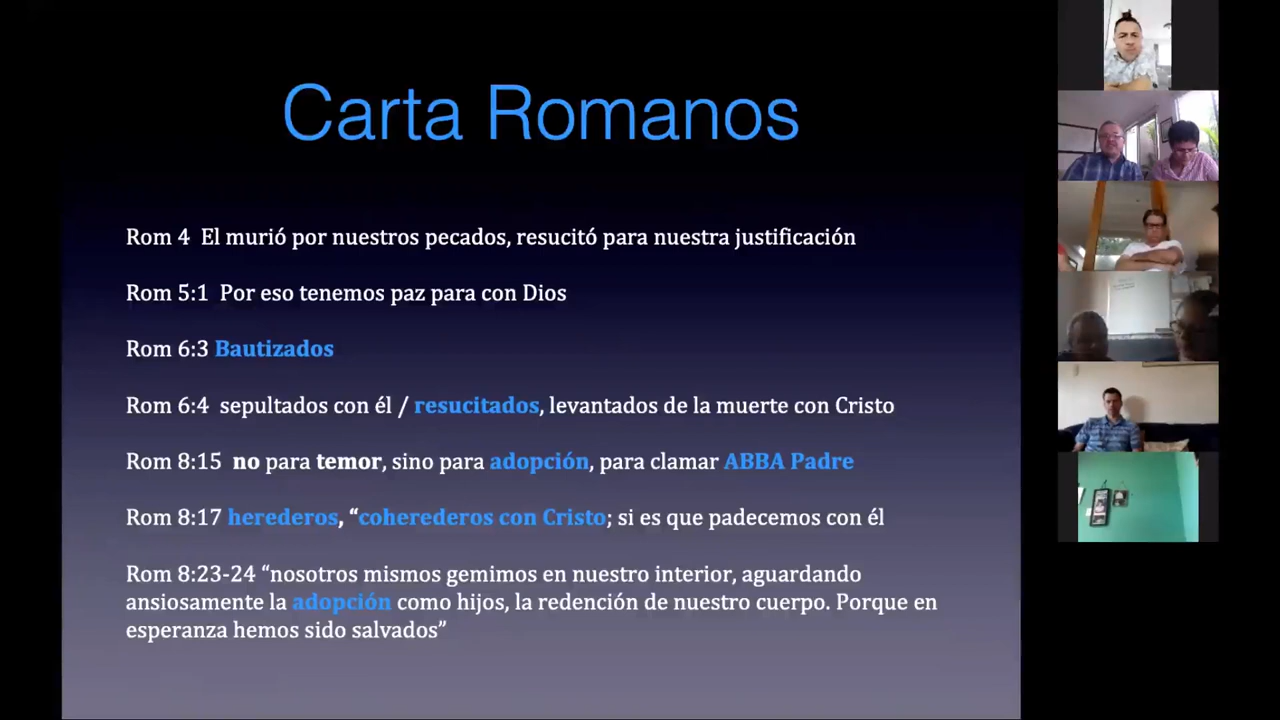 Carta Romanos
Rom 4 El murió por nuestros pecados, resucitó para nuestra justificación
Rom 5:1 Por eso tenemos paz para con Dios
Rom 6:3 Bautizados
Rom 6:4 sepultados con él / resucitados, levantados de la muerte con Cristo
Rom 8:15 no para temor, sino para adopción, para clamar ABBA Padre
Rom 8:17 herederos, “coherederos con Cristo; si es que padecemos con él
Rom 8:23-24 “nosotros mismos gemimos en nuestro interior, aguardando
ansiosamente la adopción como hijos, la redención de nuestro cuerpo. Porque en
esperanza hemos sido salvados”